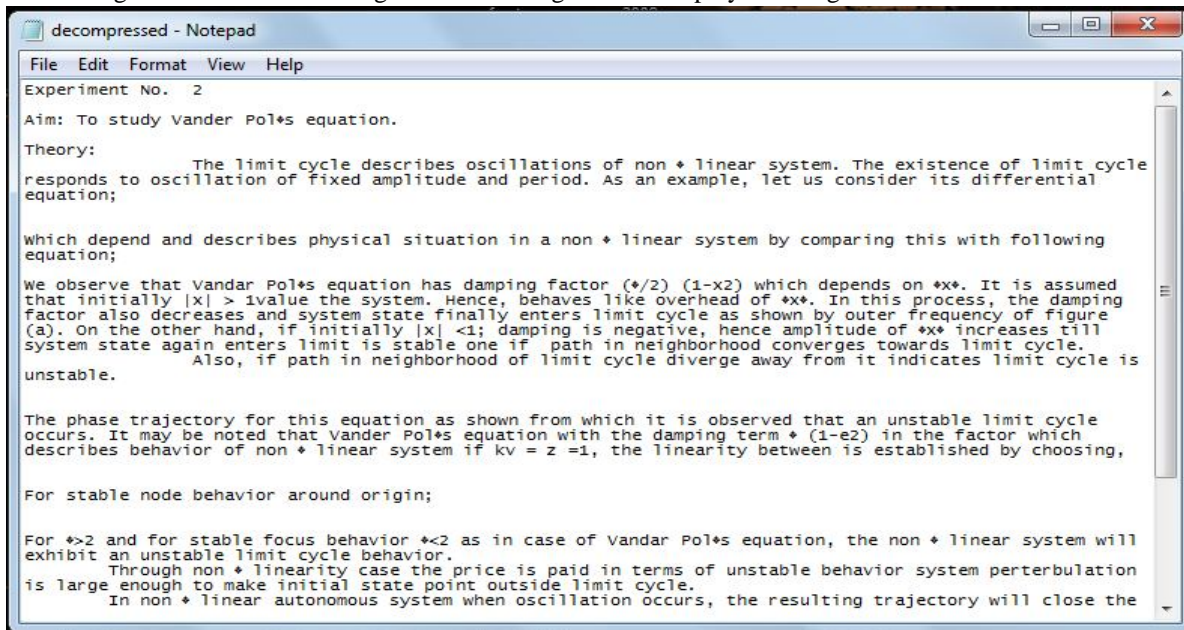 decompressed - Notepad
File Edit Format View Help
Experiment No. 2
Aim: To study Vander Pol♦s equation.
Theory:
The limit cycle describes oscillations of non ♦ linear system. The existence of limit cycle
responds to oscillation of fixed amplitude and period. As an example, let us consider its differential
equation;
Which depend and describes physical situation in a non ♦ linear system by comparing this with following
equation;
We observe that Vandar Pol♦s equation has damping factor (♦/2) (1-x2) which depends on ♦x♦. It is assumed
that initially |x| > 1value the system. Hence, behaves like overhead of ♦x♦. In this process, the damping
factor also decreases and system state finally enters limit cycle as shown by outer frequency of figure
(a). On the other hand, if initially |x| <1; damping is negative, hence amplitude of ♦x♦ increases till
system state again enters limit is stable one if path in neighborhood converges towards limit cycle.
Also, if path in neighborhood of limit cycle diverge away from it indicates limit cycle is
unstable.
The phase trajectory for this equation as shown from which it is observed that an unstable limit cycle
occurs. It may be noted that Vander Pol♦s equation with the damping term ♦ (1-e2) in the factor which
describes behavior of non ♦ linear system if kv = z =1, the linearity between is established by choosing,
For stable node behavior around origin;
For ♦>2 and for stable focus behavior ♦<2 as in case of Vandar Pol♦s equation, the non ♦ linear system will
exhibit an unstable limit cycle behavior.
Through non ♦ linearity case the price is paid in terms of unstable behavior system perterbulation
is large enough to make initial state point outside limit cycle.
In non ♦ linear autonomous system when oscillation occurs, the resulting trajectory will close the